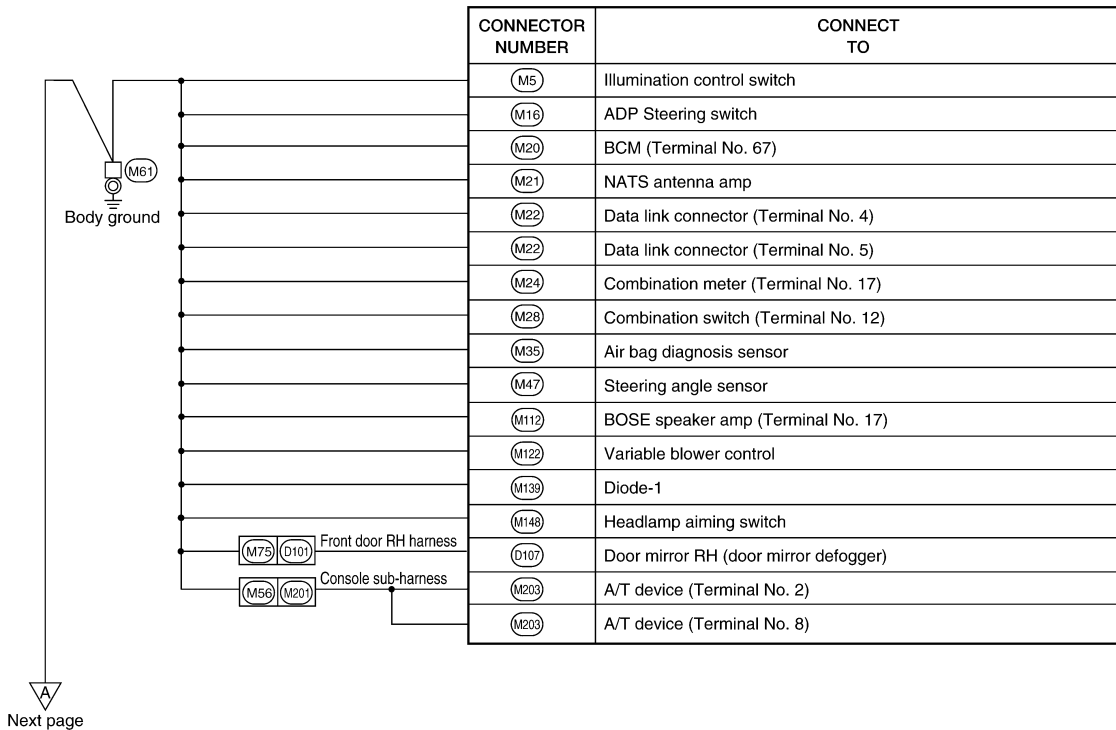 CONNECTOR NUMBER CONNECT TO
M5 Illumination control switch
M16 ADP Steering switch
M61 M20 BCM (Terminal No. 67)
M21 NATS antenna amp
Body ground M22 Data link connector (Terminal No. 4)
M22 Data link connector (Terminal No. 5)
M24 Combination meter (Terminal No. 17)
M28 Combination switch (Terminal No. 12)
M35 Air bag diagnosis sensor
M47 Steering angle sensor
M112 BOSE speaker amp (Terminal No. 17)
M122 Variable blower control
M139 Diode-1
M148 Headlamp aiming switch
M75 D101 Front door RH harness D107 Door mirror RH (door mirror defogger)
M56 M201 Console sub-harness M203 A/T device (Terminal No. 2)
M203 A/T device (Terminal No. 8)
A
Next page